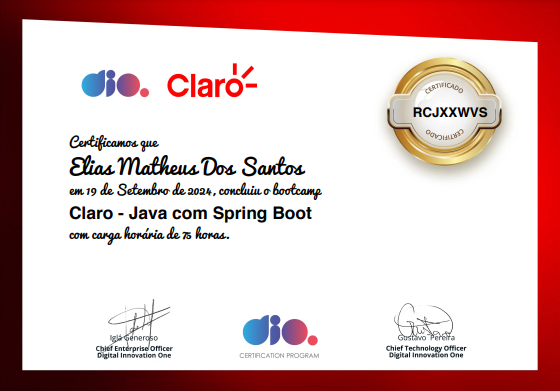 dio.
Claro
CERTIFICADO
RCJXXWVS
CERTIFICADO
Certificamos que
Elias Matheus Dos Santos
em 19 de Setembro de 2024, concluiu o bootcamp
Claro - Java com Spring Boot
com carga horária de 75 horas.
Iglá Generoso
Chief Enterprise Officer
Digital Innovation One
dio.
CERTIFICATION PROGRAM
Gustavo Pereira
Chief Technology Officer
Digital Innovation One